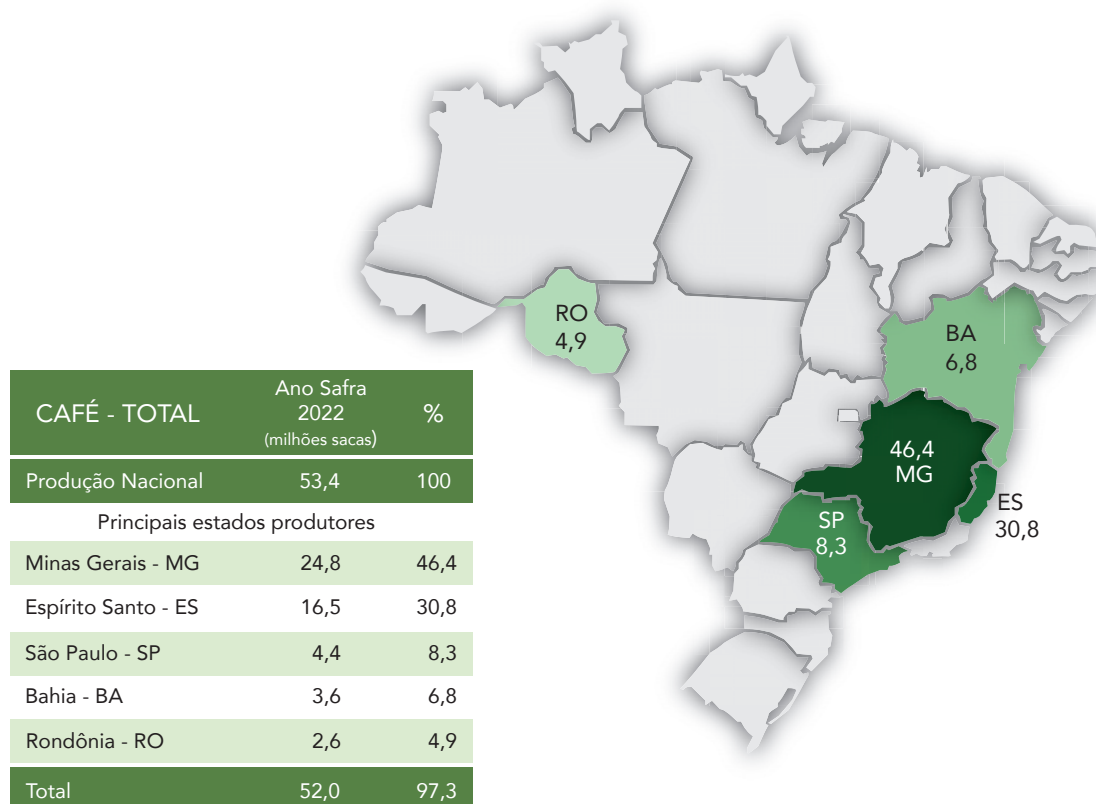 CAFÉ - TOTAL Ano Safra 2022 (milhões sacas) %
Produção Nacional 53,4 100
Principais estados produtores
Minas Gerais - MG 24,8 46,4
Espírito Santo - ES 16,5 30,8
São Paulo - SP 4,4 8,3
Bahia - BA 3,6 6,8
Rondônia - RO 2,6 4,9
Total 52,0 97,3
RO
4,9
BA
6,8
46,4
MG
ES
30,8
SP
8,3